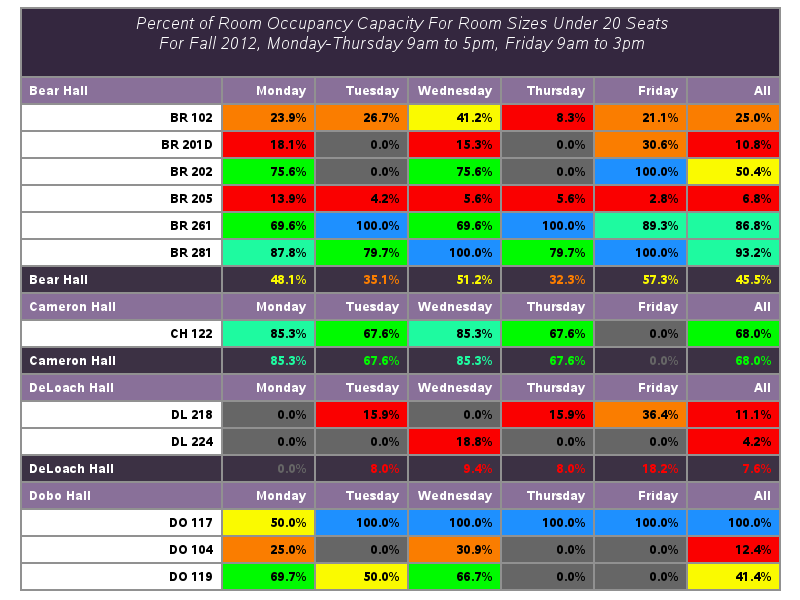 Percent of Room Occupancy Capacity For Room Sizes Under 20 Seats
For Fall 2012, Monday-Thursday 9am to 5pm, Friday 9am to 3pm
Bear Hall Monday Tuesday Wednesday Thursday Friday All
BR 102 23.9% 26.7% 41.2% 8.3% 21.1% 25.0%
BR 201D 18.1% 0.0% 15.3% 0.0% 30.6% 10.8%
BR 202 75.6% 0.0% 75.6% 0.0% 100.0% 50.4%
BR 205 13.9% 4.2% 5.6% 5.6% 2.8% 6.8%
BR 261 69.6% 100.0% 69.6% 100.0% 89.3% 86.8%
BR 281 87.8% 79.7% 100.0% 79.7% 100.0% 93.2%
Bear Hall 48.1% 35.1% 51.2% 32.3% 57.3% 45.5%
Cameron Hall Monday Tuesday Wednesday Thursday Friday All
CH 122 85.3% 67.6% 85.3% 67.6% 0.0% 68.0%
Cameron Hall 85.3% 67.6% 85.3% 67.6% 0.0% 68.0%
DeLoach Hall Monday Tuesday Wednesday Thursday Friday All
DL 218 0.0% 15.9% 0.0% 15.9% 36.4% 11.1%
DL 224 0.0% 0.0% 18.8% 0.0% 0.0% 4.2%
DeLoach Hall 0.0% 8.0% 9.4% 8.0% 18.2% 7.6%
Dobo Hall Monday Tuesday Wednesday Thursday Friday All
DO 117 50.0% 100.0% 100.0% 100.0% 100.0% 100.0%
DO 104 25.0% 0.0% 30.9% 0.0% 0.0% 12.4%
DO 119 69.7% 50.0% 66.7% 0.0% 0.0% 41.4%